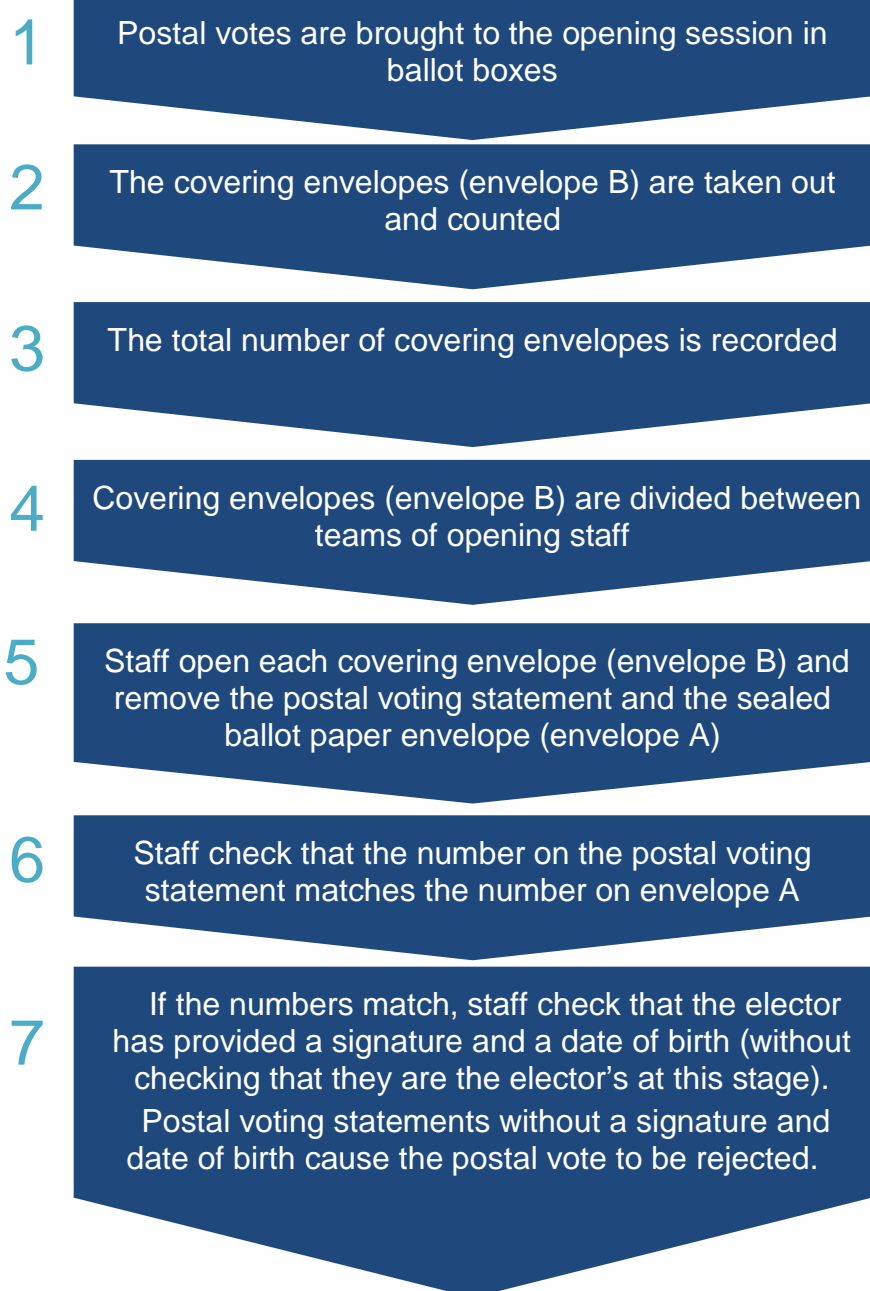 1
Postal votes are brought to the opening session in
ballot boxes
2
The covering envelopes (envelope B) are taken out
and counted
3
The total number of covering envelopes is recorded
4
Covering envelopes (envelope B) are divided between
teams of opening staff
5
Staff open each covering envelope (envelope B) and
remove the postal voting statement and the sealed
ballot paper envelope (envelope A)
6
Staff check that the number on the postal voting
statement matches the number on envelope A
7
If the numbers match, staff check that the elector
has provided a signature and a date of birth (without
checking that they are the elector's at this stage).
Postal voting statements without a signature and
date of birth cause the postal vote to be rejected.